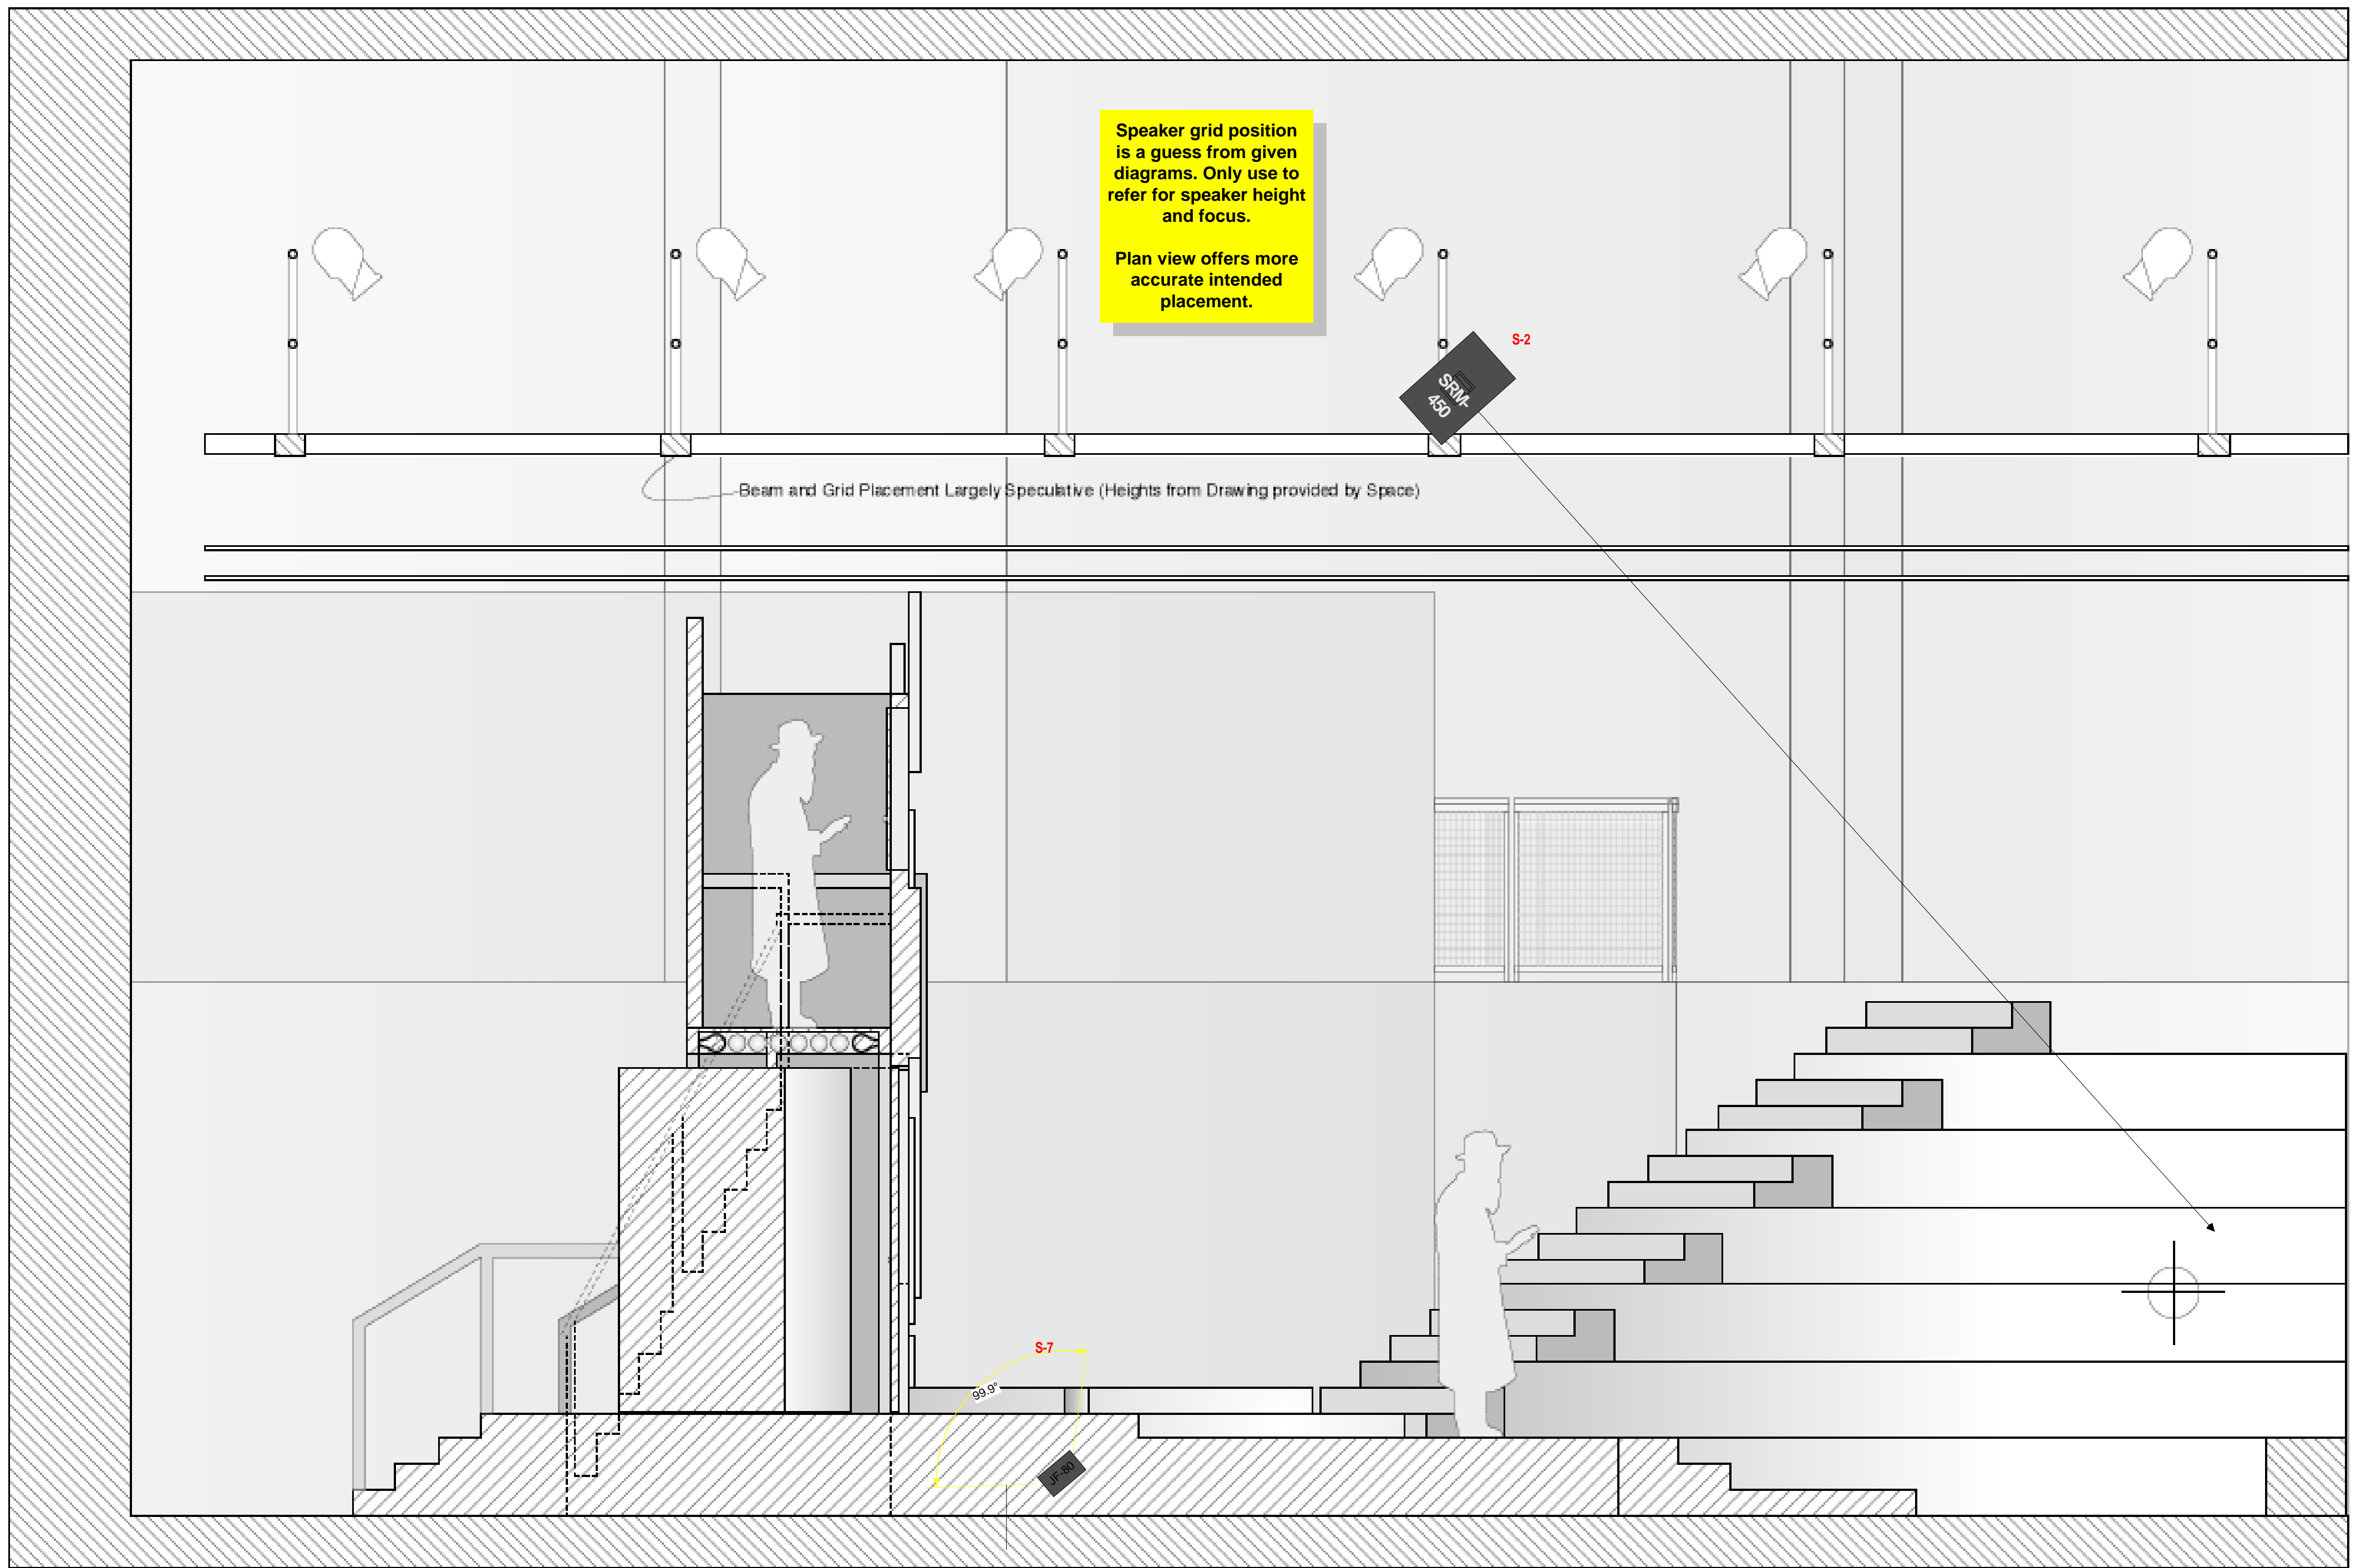 Speaker grid position
is a guess from given
diagrams. Only use to
refer for speaker height
and focus.
Plan view offers more
accurate intended
placement.
S-2
SRM-
450
Beam and Grid Placement Largely Speculative (Heights from Drawing provided by Space)
S-7
99.9°
JF-80